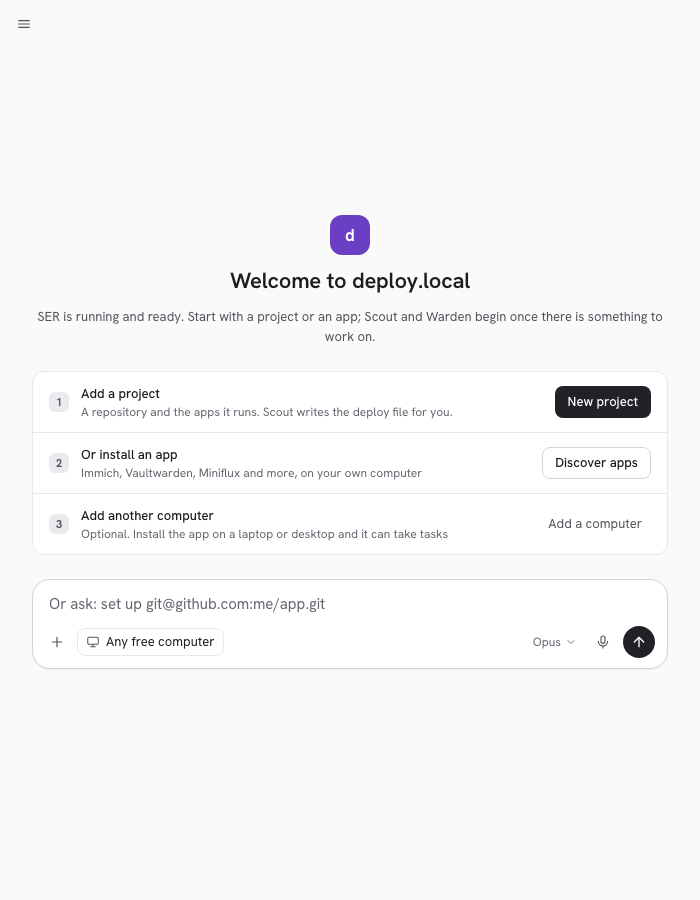 d
Welcome to deploy.local
SER is running and ready. Start with a project or an app; Scout and Warden begin once there is something to
work on.
1
Add a project
A repository and the apps it runs. Scout writes the deploy file for you.
New project
2
Or install an app
Immich, Vaultwarden, Miniflux and more, on your own computer
Discover apps
3
Add another computer
Optional. Install the app on a laptop or desktop and it can take tasks
Add a computer
Or ask: set up git@github.com:me/app.git
Any free computer
Opus